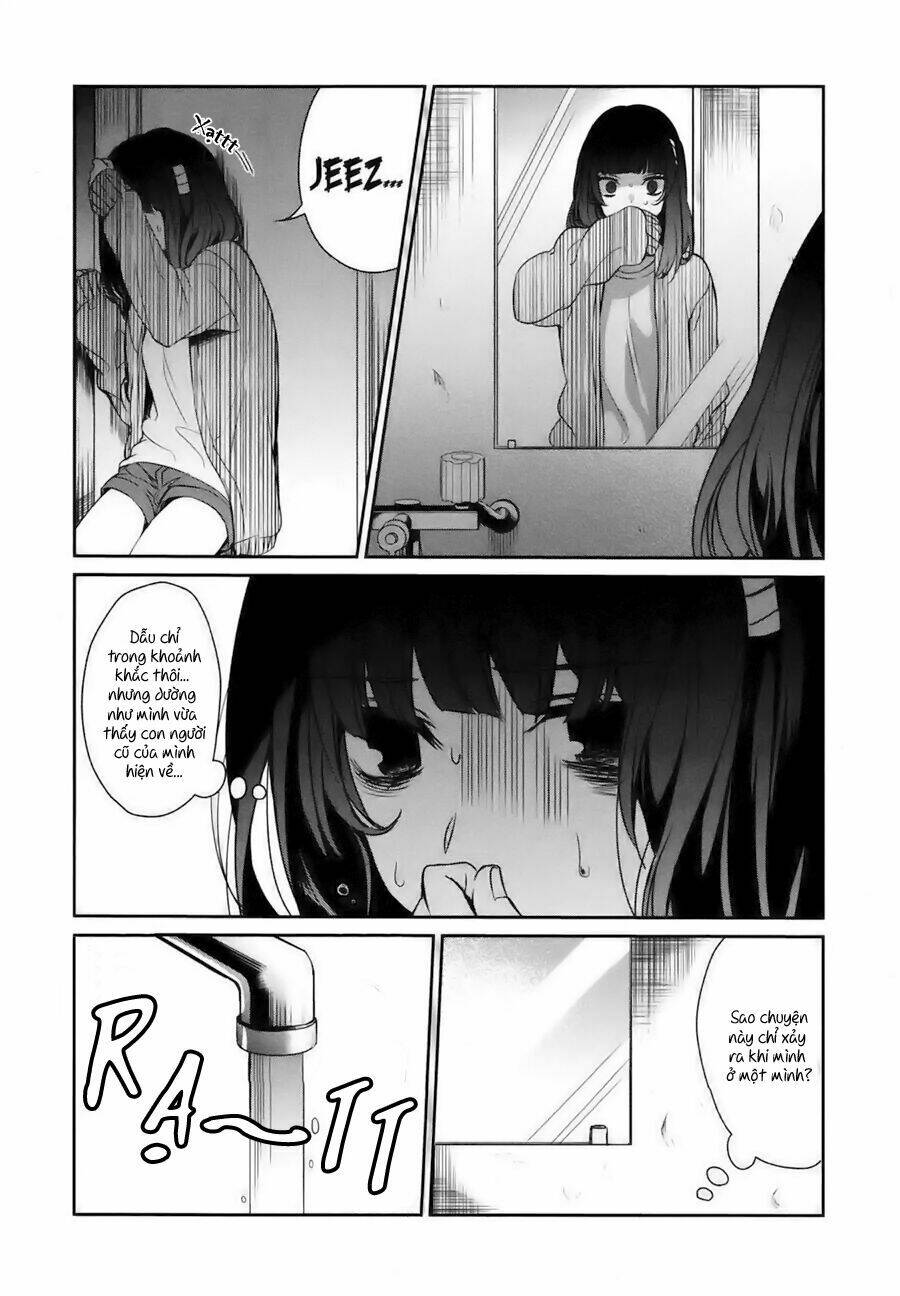 Xạttt
JEEZ...
Dẫu chỉ
trong khoảnh
khắc thôi...
nhưng dường
như mình vừa
thấy con người
cũ của mình
hiện về...
Sao chuyện
này chỉ xảy
ra khi mình
ở một mình?
RẠ~TT